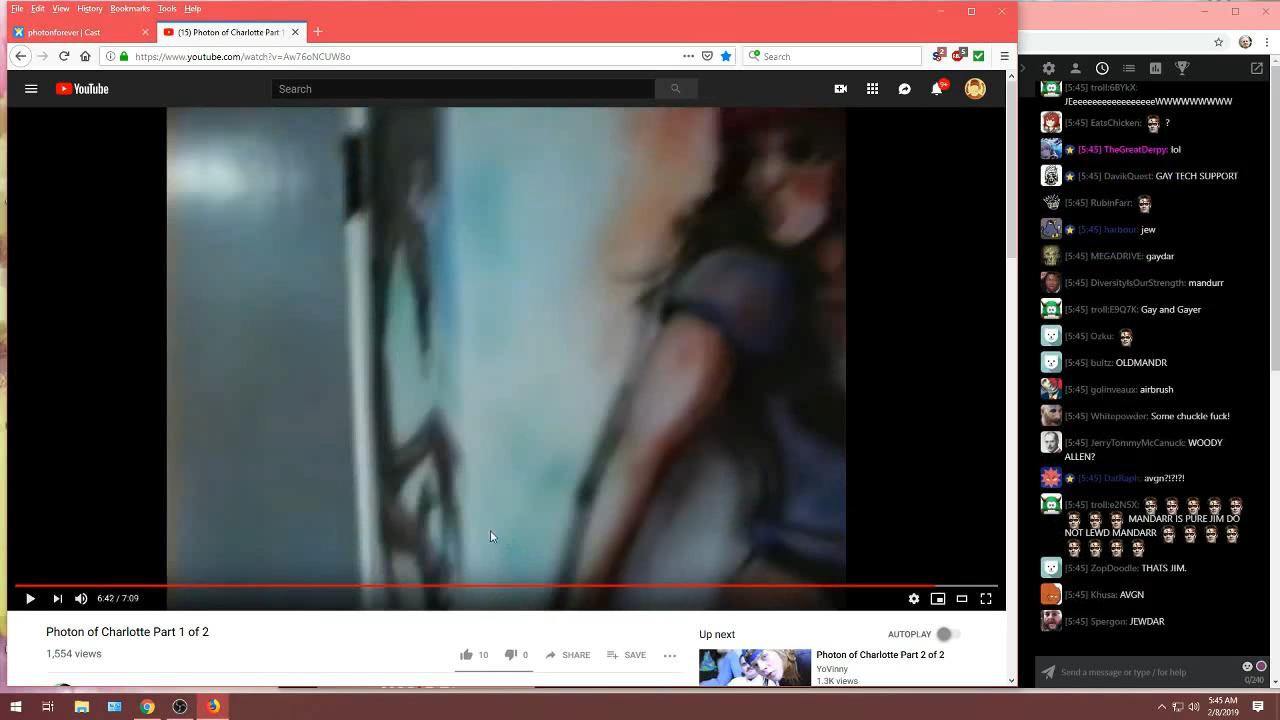 File Edit View History Bookmarks Tools Help
photonforever | Cast
(15) Photon of Charlotte Part 1
https://www.youtube.com/watch?v=Aw76oNCUW8o
Search
2
5
YouTube
Search
9+
6:42 / 7:09
Photon of Charlotte Part 1 of 2
1,554 views
10
0
SHARE
SAVE
Up next
AUTOPLAY
Photon of Charlotte Part 2 of 2
YoVinny
1.3K views
troll:6BYkX:
JEeeeeeeeeeeeeeeeeWWWWWWWWW
[5:45] EatsChicken: ?
[5:45] TheGreatDerpy: lol
[5:45] DavikQuest: GAY TECH SUPPORT
[5:45] RubinFarr:
[5:45] harbour: jew
[5:45] MEGADRIVE: gaydar
[5:45] DiversityIsOurStrength: mandurr
[5:45] troll:E9Q7K: Gay and Gayer
[5:45] Ozku:
[5:45] bultz: OLDMANDR
[5:45] golinveaux: airbrush
[5:45] Whitepowder: Some chuckle fuck!
[5:45] JerryTommyMcCanuck: WOODY
ALLEN?
[5:45] DatRaph: avgn?!?!?!
[5:45] troll:e2N5X:
MANDARR IS PURE JIM DO
NOT LEWD MANDARR
[5:45] ZopDoodle: THATS JIM.
[5:45] Khusa: AVGN
[5:45] Spergon: JEWDAR
Send a message or type / for help
0/240
5:45 AM
2/8/2019